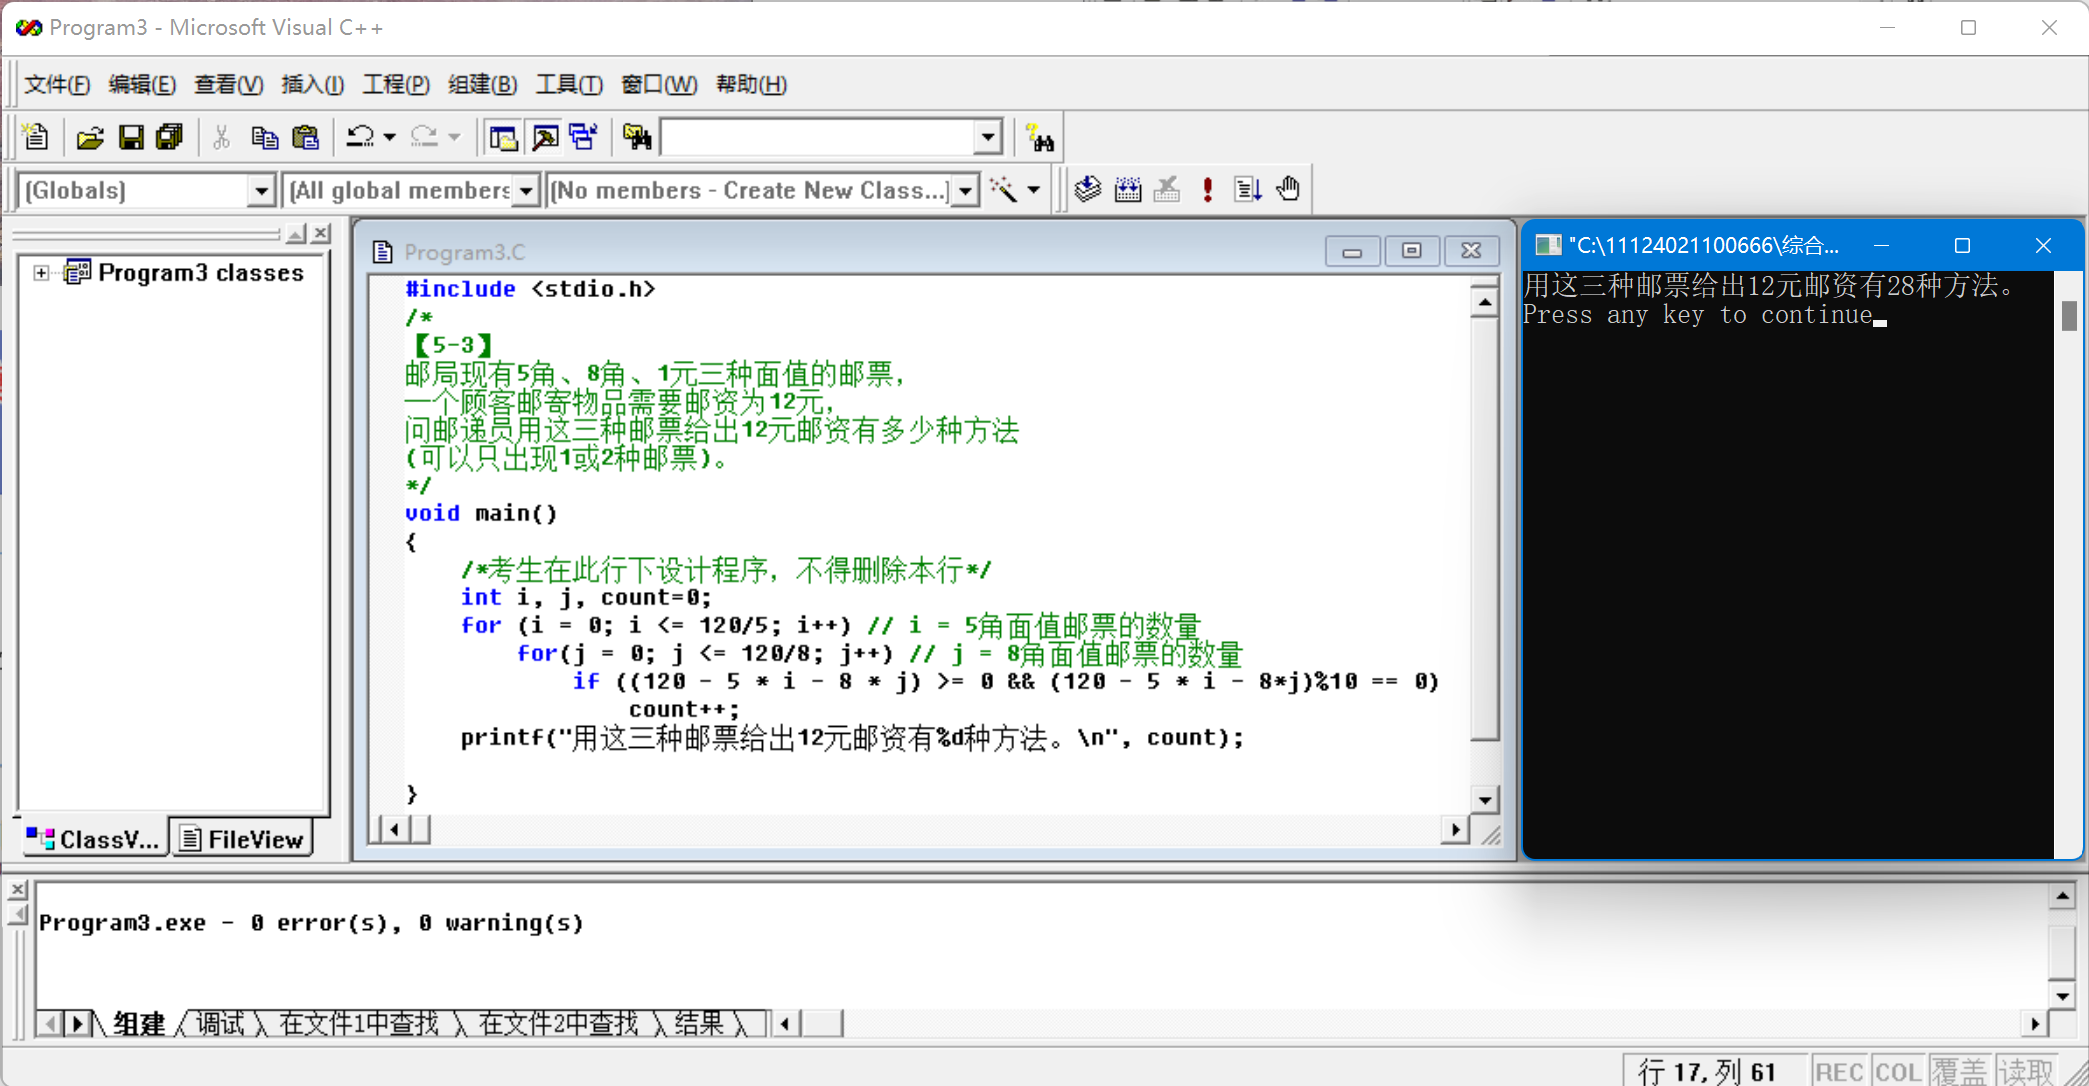 Program3 - Microsoft Visual C++
文件(F) 编辑(E) 查看(V) 插入(I) 工程(P) 组建(B) 工具(T) 窗口(W) 帮助(H)
(Globals) (All global members (No members - Create New Class...)
Program3 classes
ClassV... FileView
Program3.C
#include <stdio.h>
/*
【5-3】
邮局现有5角、8角、1元三种面值的邮票,
一个顾客邮寄物品需要邮资为12元,
问邮递员用这三种邮票给出12元邮资有多少种方法
(可以只出现1或2种邮票)。
*/
void main()
{
    /*考生在此行下设计程序, 不得删除本行*/
    int i, j, count=0;
    for (i = 0; i <= 120/5; i++) // i = 5角面值邮票的数量
        for(j = 0; j <= 120/8; j++) // j = 8角面值邮票的数量
            if ((120 - 5 * i - 8 * j) >= 0 && (120 - 5 * i - 8*j)%10 == 0)
                count++;
    printf("用这三种邮票给出12元邮资有%d种方法。\n", count);
}
"C:\11124021100666\综合...
用这三种邮票给出12元邮资有28种方法。
Press any key to continue
Program3.exe - 0 error(s), 0 warning(s)
组建 调试 在文件1中查找 在文件2中查找 结果
行 17, 列 61 REC COL 覆盖 读取